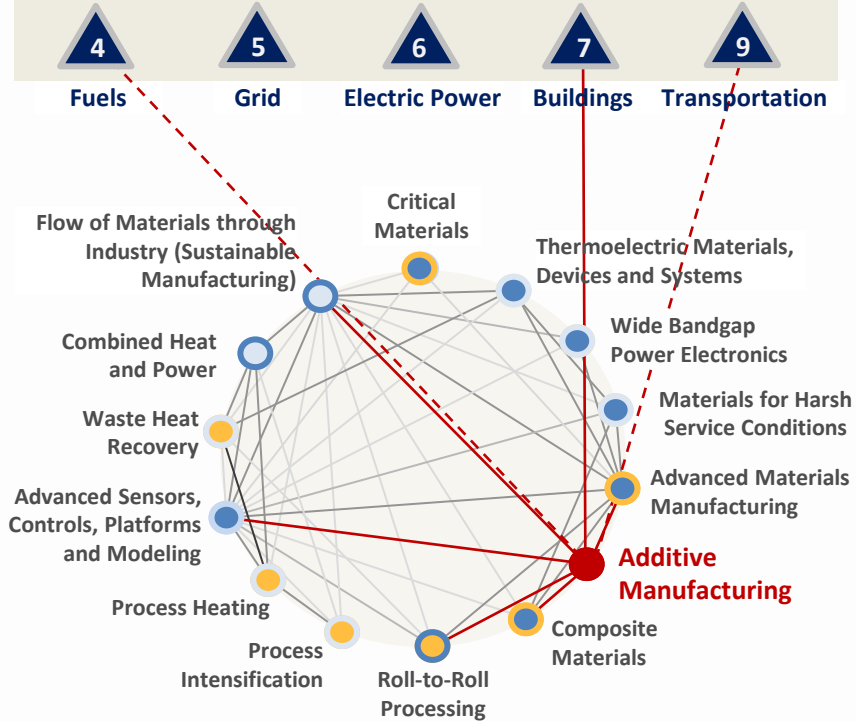 4
5
6
7
9
Fuels
Grid
Electric Power
Buildings
Transportation
Critical
Materials
Flow of Materials through
Industry (Sustainable
Manufacturing)
Thermoelectric Materials,
Devices and Systems
Combined Heat
and Power
Wide Bandgap
Power Electronics
Waste Heat
Recovery
Materials for Harsh
Service Conditions
Advanced Sensors,
Controls, Platforms
and Modeling
Advanced Materials
Manufacturing
Additive
Manufacturing
Process Heating
Composite
Materials
Process
Intensification
Roll-to-Roll
Processing